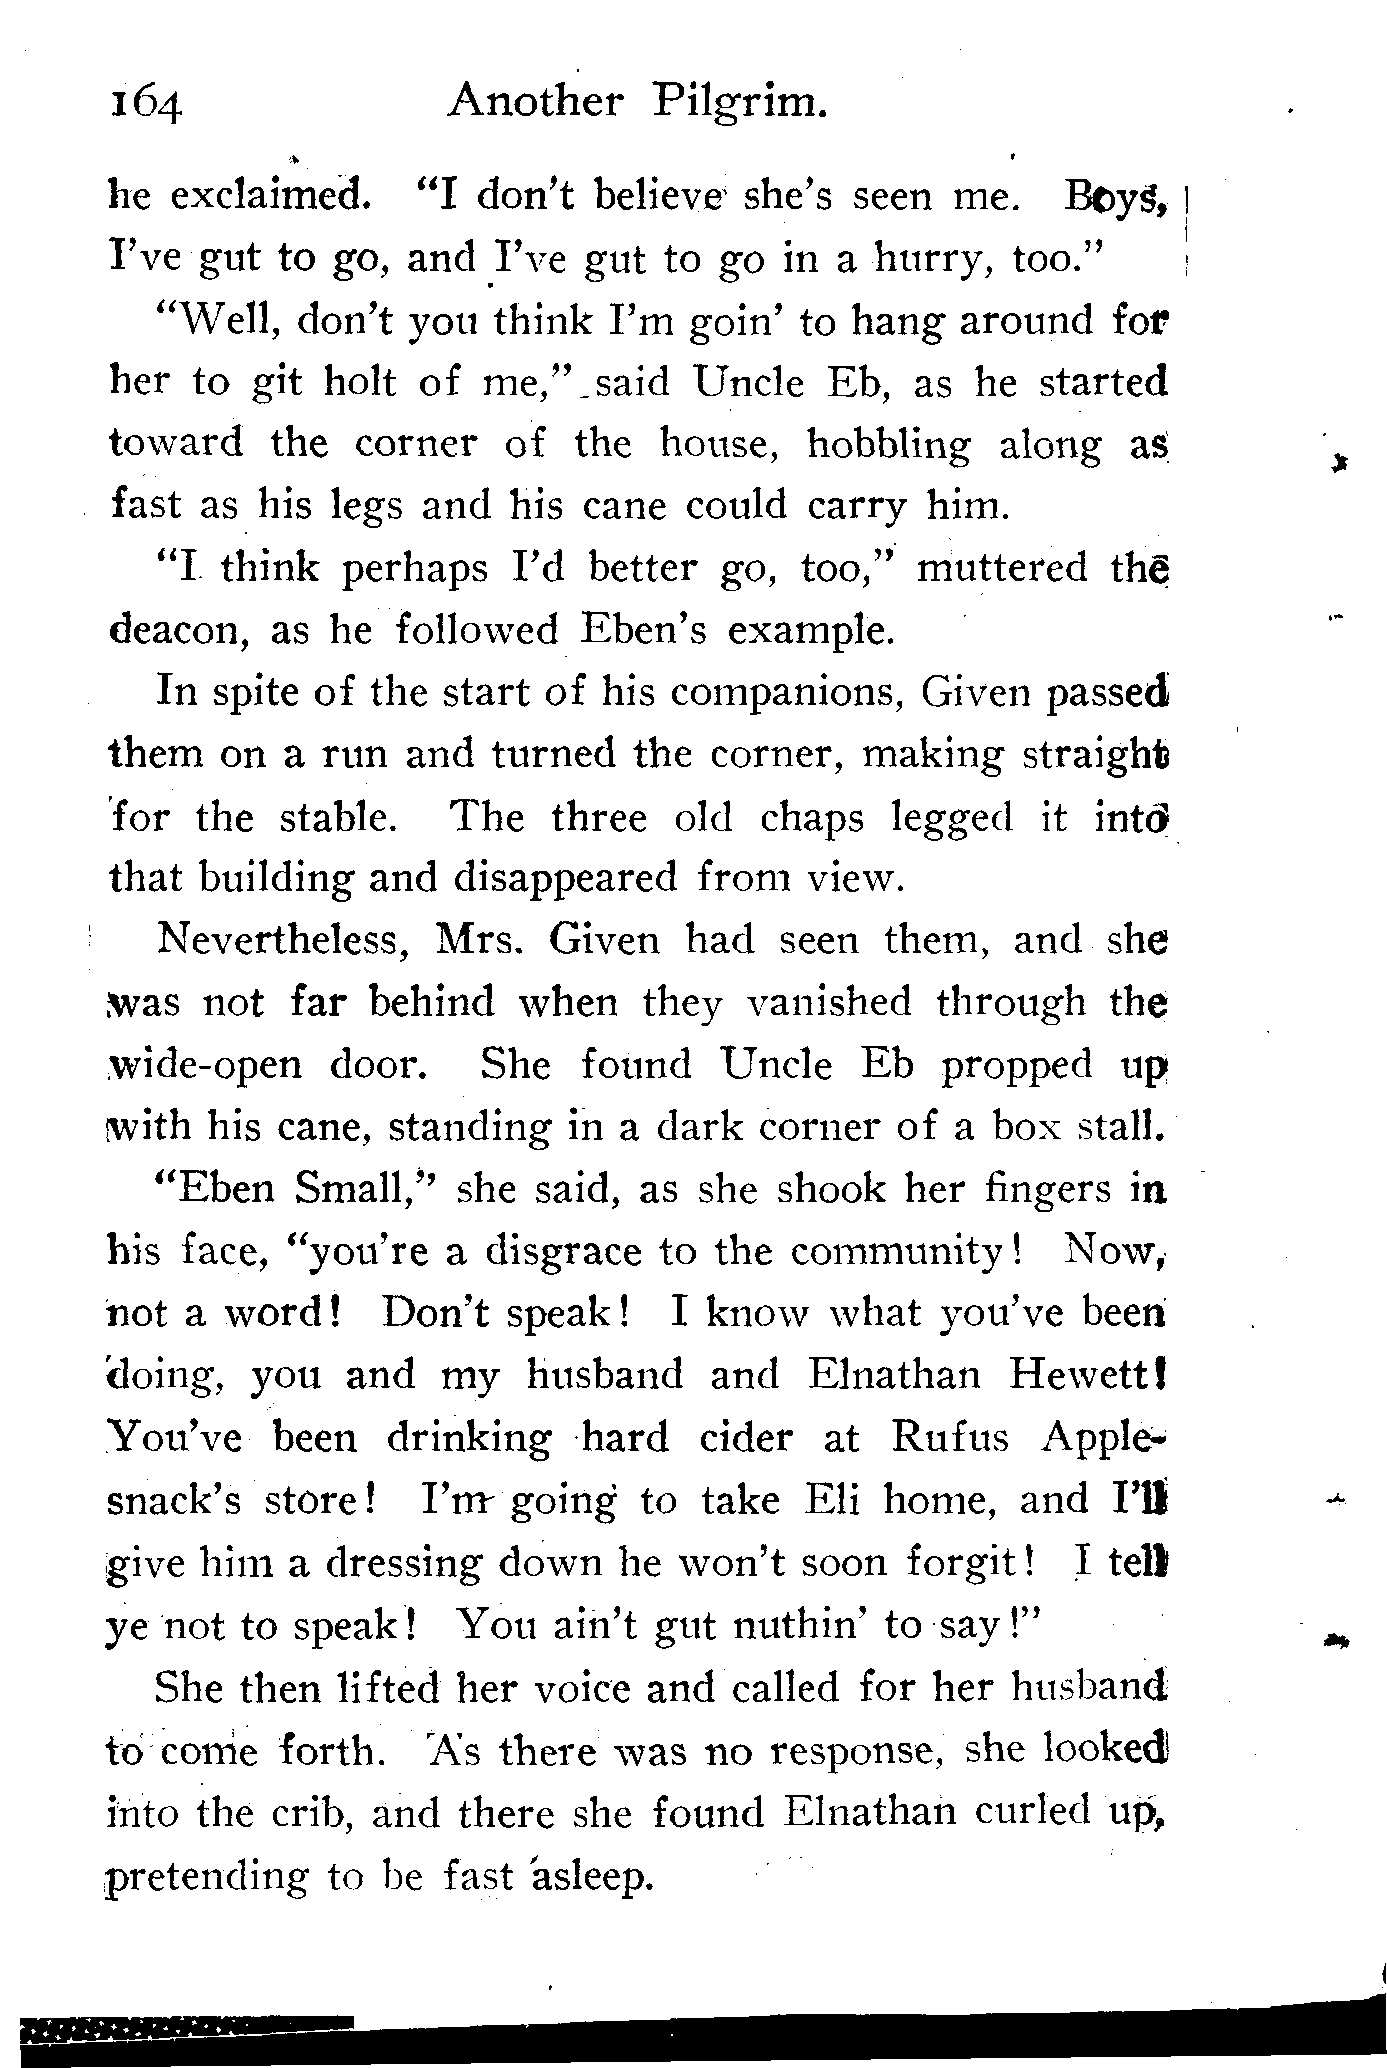 164 Another Pilgrim.
he exclaimed. "I don't believe she's seen me. Boys,
I've gut to go, and I've gut to go in a hurry, too."
"Well, don't you think I'm goin' to hang around for
her to git holt of me," said Uncle Eb, as he started
toward the corner of the house, hobbling along as
fast as his legs and his cane could carry him.
"I think perhaps I'd better go, too," muttered the
deacon, as he followed Eben's example.
In spite of the start of his companions, Given passed
them on a run and turned the corner, making straight
for the stable. The three old chaps legged it into
that building and disappeared from view.
Nevertheless, Mrs. Given had seen them, and she
was not far behind when they vanished through the
wide-open door. She found Uncle Eb propped up
with his cane, standing in a dark corner of a box stall.
"Eben Small," she said, as she shook her fingers in
his face, "you're a disgrace to the community! Now,
not a word! Don't speak! I know what you've been
doing, you and my husband and Elnathan Hewett!
You've been drinking hard cider at Rufus Apple-
snack's store! I'm going to take Eli home, and I'll
give him a dressing down he won't soon forgit! I tell
ye not to speak! You ain't gut nuthin' to say!"
She then lifted her voice and called for her husband
to come forth. As there was no response, she looked
into the crib, and there she found Elnathan curled up,
pretending to be fast asleep.